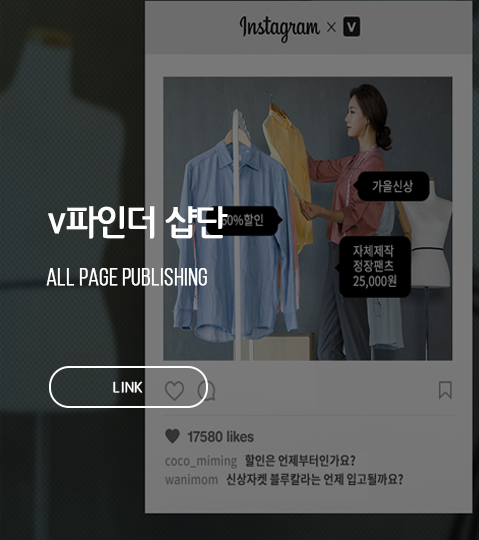 Instagram × V
가을신상
50%할인
v파인더 샵단
자체제작
정장팬츠
25,000원
ALL PAGE PUBLISHING
LINK
17580 likes
coco_miming 할인은 언제부터인가요?
wanimom 신상자켓 블루칼라는 언제 입고될까요?